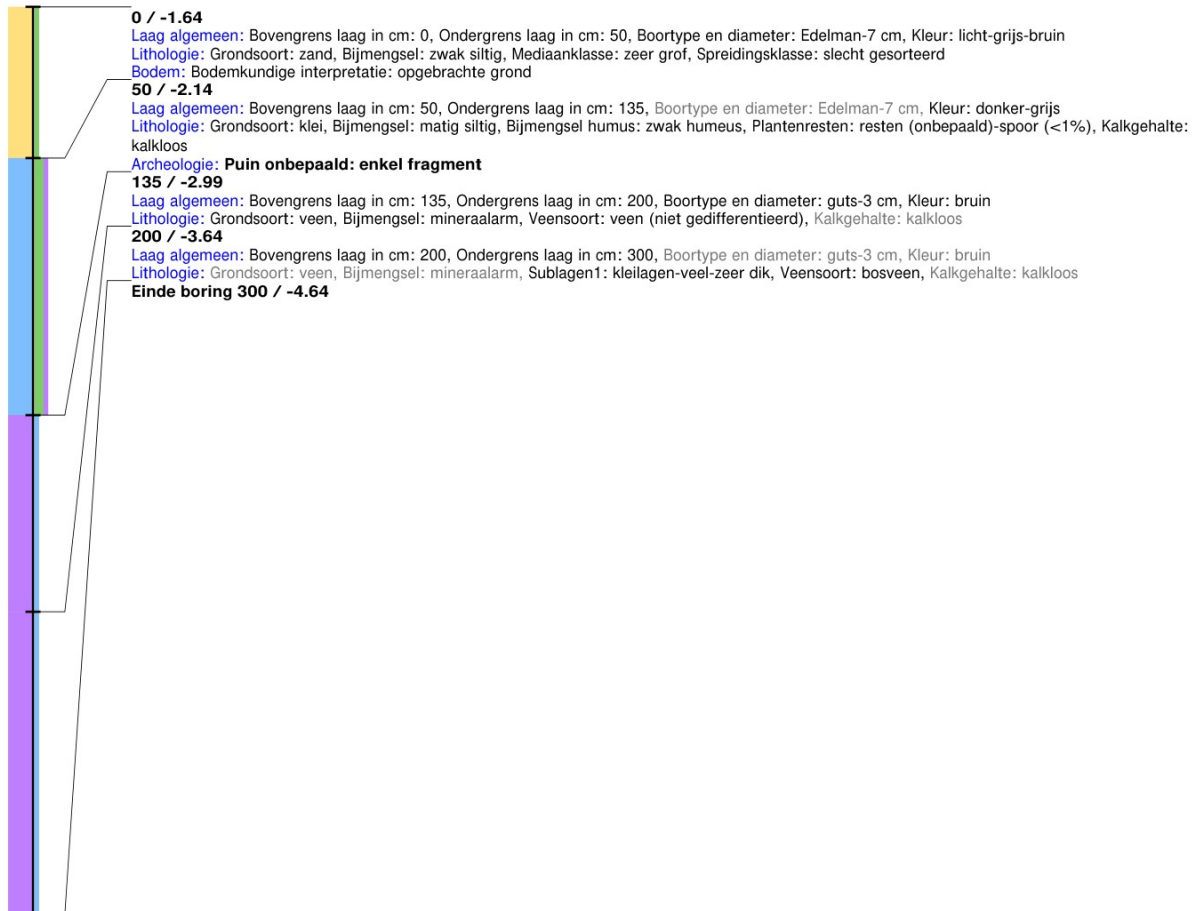 0 / -1.64
Laag algemeen: Bovengrens laag in cm: 0, Ondergrens laag in cm: 50, Boortype en diameter: Edelman-7 cm, Kleur: licht-grijs-bruin
Lithologie: Grondsoort: zand, Bijmengsel: zwak siltig, Mediaanklasse: zeer grof, Spreidingsklasse: slecht gesorteerd
Bodem: Bodemkundige interpretatie: opgebrachte grond
50 / -2.14
Laag algemeen: Bovengrens laag in cm: 50, Ondergrens laag in cm: 135, Boortype en diameter: Edelman-7 cm, Kleur: donker-grijs
Lithologie: Grondsoort: klei, Bijmengsel: matig siltig, Bijmengsel humus: zwak humeus, Plantenresten: resten (onbepaald)-spoor (<1%), Kalkgehalte:
kalkloos
Archeologie: Puin onbepaald: enkel fragment
135 / -2.99
Laag algemeen: Bovengrens laag in cm: 135, Ondergrens laag in cm: 200, Boortype en diameter: guts-3 cm, Kleur: bruin
Lithologie: Grondsoort: veen, Bijmengsel: mineraalarm, Veensoort: veen (niet gedifferentieerd), Kalkgehalte: kalkloos
200 / -3.64
Laag algemeen: Bovengrens laag in cm: 200, Ondergrens laag in cm: 300, Boortype en diameter: guts-3 cm, Kleur: bruin
Lithologie: Grondsoort: veen, Bijmengsel: mineraalarm, Sublagen1: kleilagen-veel-zeer dik, Veensoort: bosveen, Kalkgehalte: kalkloos
Einde boring 300 / -4.64